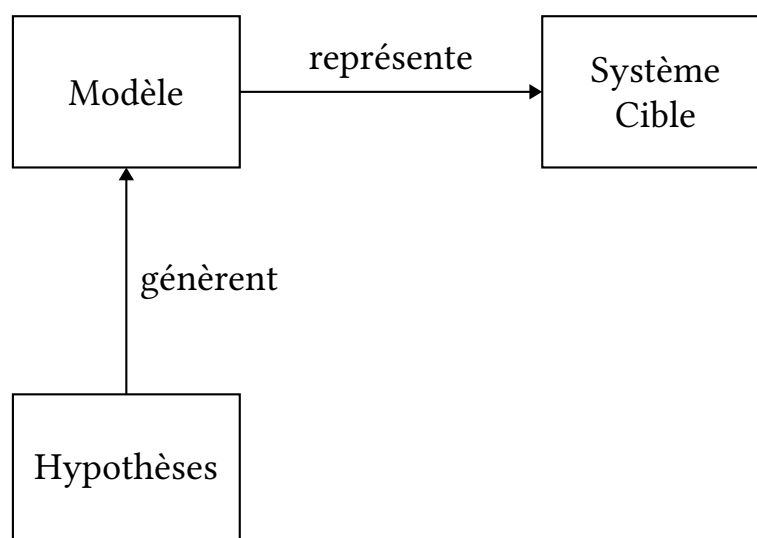 Modèle
représente
Système
Cible
génèrent
Hypothèses